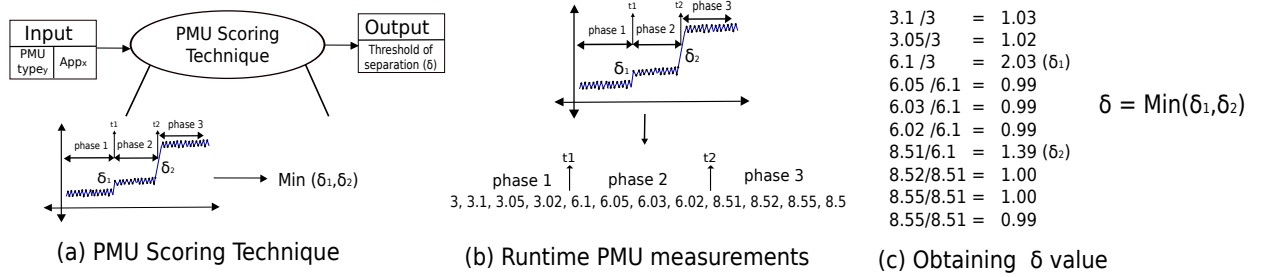 Input
PMU typeᵧ
Appₓ
PMU Scoring
Technique
Output
Threshold of
separation (δ)
t1
t2
phase 3
phase 1
phase 2
δ₁
δ₂
Min (δ₁,δ₂)
(a) PMU Scoring Technique
t1
t2
phase 3
phase 1
phase 2
δ₁
δ₂
t1
t2
phase 1
phase 2
phase 3
3, 3.1, 3.05, 3.02, 6.1, 6.05, 6.03, 6.02, 8.51, 8.52, 8.55, 8.5
(b) Runtime PMU measurements
3.1 /3 = 1.03
3.05/3 = 1.02
6.1 /3 = 2.03 (δ₁)
6.05 /6.1 = 0.99
6.03 /6.1 = 0.99
6.02 /6.1 = 0.99
8.51/6.1 = 1.39 (δ₂)
8.52/8.51 = 1.00
8.55/8.51 = 1.00
8.55/8.51 = 0.99
δ = Min(δ₁,δ₂)
(c) Obtaining δ value